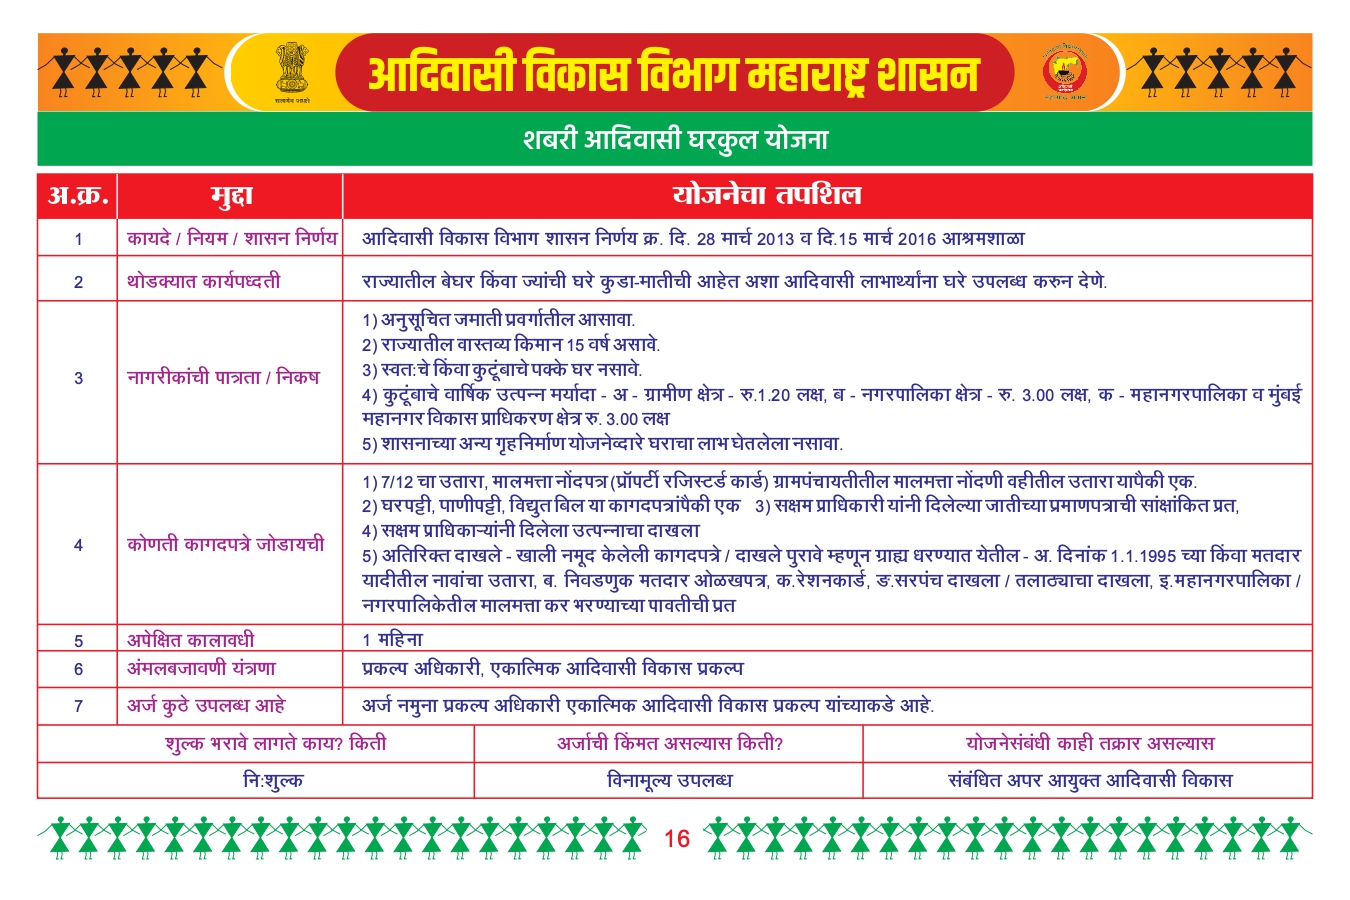 सत्यमेव जयते
आदिवासी विकास विभाग महाराष्ट्र शासन
शबरी आदिवासी घरकुल योजना
अ.क्र. मुद्दा योजनेचा तपशिल
1 कायदे / नियम / शासन निर्णय आदिवासी विकास विभाग शासन निर्णय क्र. दि. 28 मार्च 2013 व दि.15 मार्च 2016 आश्रमशाळा
2 थोडक्यात कार्यपध्दती राज्यातील बेघर किंवा ज्यांची घरे कुडा-मातीची आहेत अशा आदिवासी लाभार्थ्यांना घरे उपलब्ध करुन देणे.
3 नागरीकांची पात्रता / निकष
1) अनुसूचित जमाती प्रवर्गातील आसावा.
2) राज्यातील वास्तव्य किमान 15 वर्ष असावे.
3) स्वत:चे किंवा कुटूंबाचे पक्के घर नसावे.
4) कुटूंबाचे वार्षिक उत्पन्न मर्यादा - अ - ग्रामीण क्षेत्र - रु.1.20 लक्ष, ब - नगरपालिका क्षेत्र - रु. 3.00 लक्ष, क - महानगरपालिका व मुंबई
महानगर विकास प्राधिकरण क्षेत्र रु. 3.00 लक्ष
5) शासनाच्या अन्य गृहनिर्माण योजनेव्दारे घराचा लाभ घेतलेला नसावा.
4 कोणती कागदपत्रे जोडायची
1) 7/12 चा उतारा, मालमत्ता नोंदपत्र (प्रॉपर्टी रजिस्टर्ड कार्ड) ग्रामपंचायतीतील मालमत्ता नोंदणी वहीतील उतारा यापैकी एक.
2) घरपट्टी, पाणीपट्टी, विद्युत बिल या कागदपत्रांपैकी एक 3) सक्षम प्राधिकारी यांनी दिलेल्या जातीच्या प्रमाणपत्राची सांक्षांकित प्रत,
4) सक्षम प्राधिकाऱ्यांनी दिलेला उत्पन्नाचा दाखला
5) अतिरिक्त दाखले - खाली नमूद केलेली कागदपत्रे / दाखले पुरावे म्हणून ग्राह्य धरण्यात येतील - अ. दिनांक 1.1.1995 च्या किंवा मतदार
यादीतील नावांचा उतारा, ब. निवडणुक मतदार ओळखपत्र, क.रेशनकार्ड, ङ.सरपंच दाखला / तलाठ्याचा दाखला, इ.महानगरपालिका /
नगरपालिकेतील मालमत्ता कर भरण्याच्या पावतीची प्रत
5 अपेक्षित कालावधी 1 महिना
6 अंमलबजावणी यंत्रणा प्रकल्प अधिकारी, एकात्मिक आदिवासी विकास प्रकल्प
7 अर्ज कुठे उपलब्ध आहे अर्ज नमुना प्रकल्प अधिकारी एकात्मिक आदिवासी विकास प्रकल्प यांच्याकडे आहे.
शुल्क भरावे लागते काय? किती अर्जाची किंमत असल्यास किती? योजनेसंबंधी काही तक्रार असल्यास
नि:शुल्क विनामूल्य उपलब्ध संबंधित अपर आयुक्त आदिवासी विकास
16